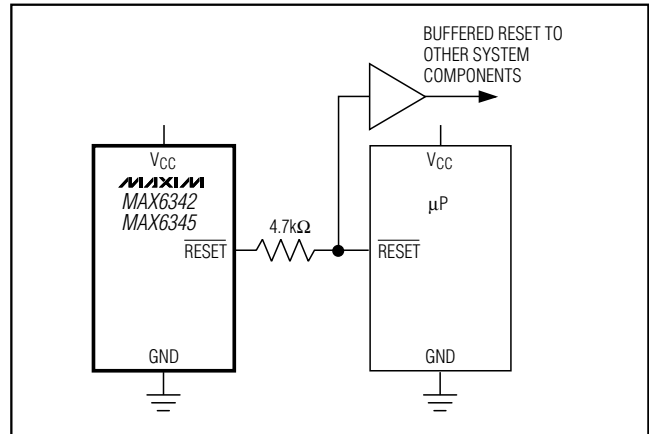 BUFFERED RESET TO
OTHER SYSTEM
COMPONENTS
VCC
MAXIM
MAX6342
MAX6345
RESET
GND
4.7kΩ
VCC
μP
RESET
GND